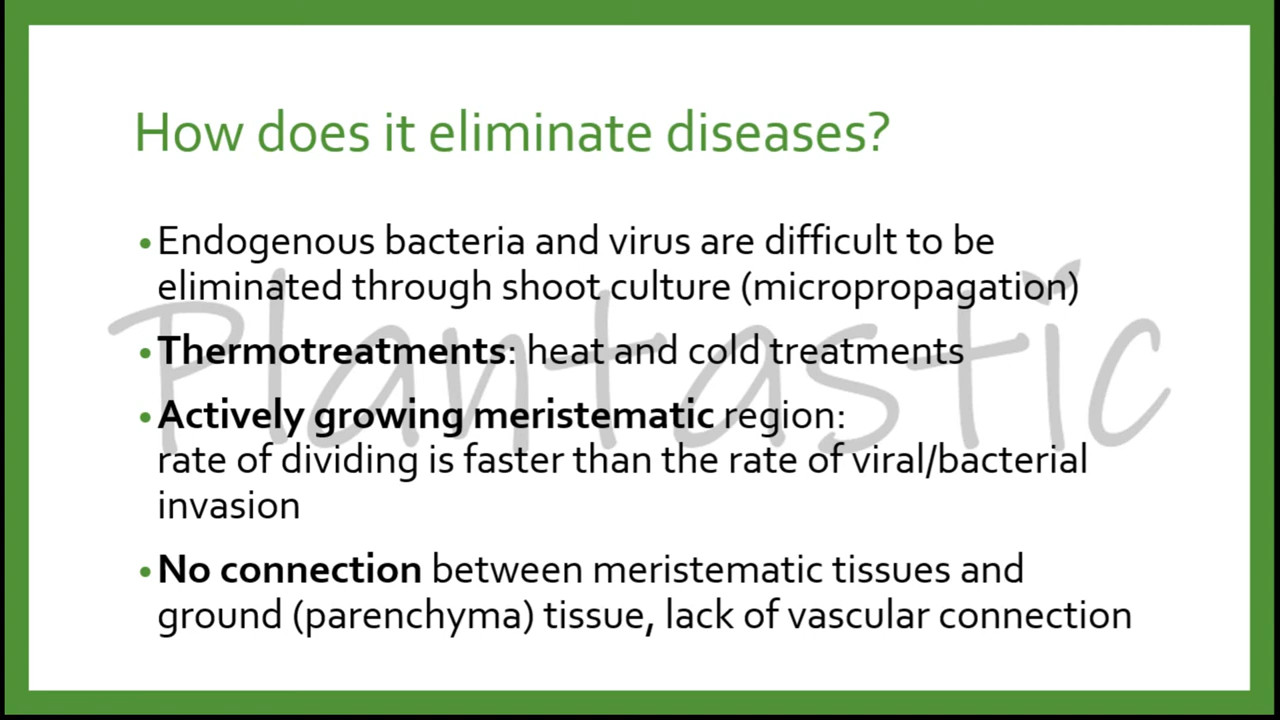 How does it eliminate diseases?
•Endogenous bacteria and virus are difficult to be
eliminated through shoot culture (micropropagation)
•Thermotreatments: heat and cold treatments
•Actively growing meristematic region:
rate of dividing is faster than the rate of viral/bacterial
invasion
•No connection between meristematic tissues and
ground (parenchyma) tissue, lack of vascular connection
Plantastic